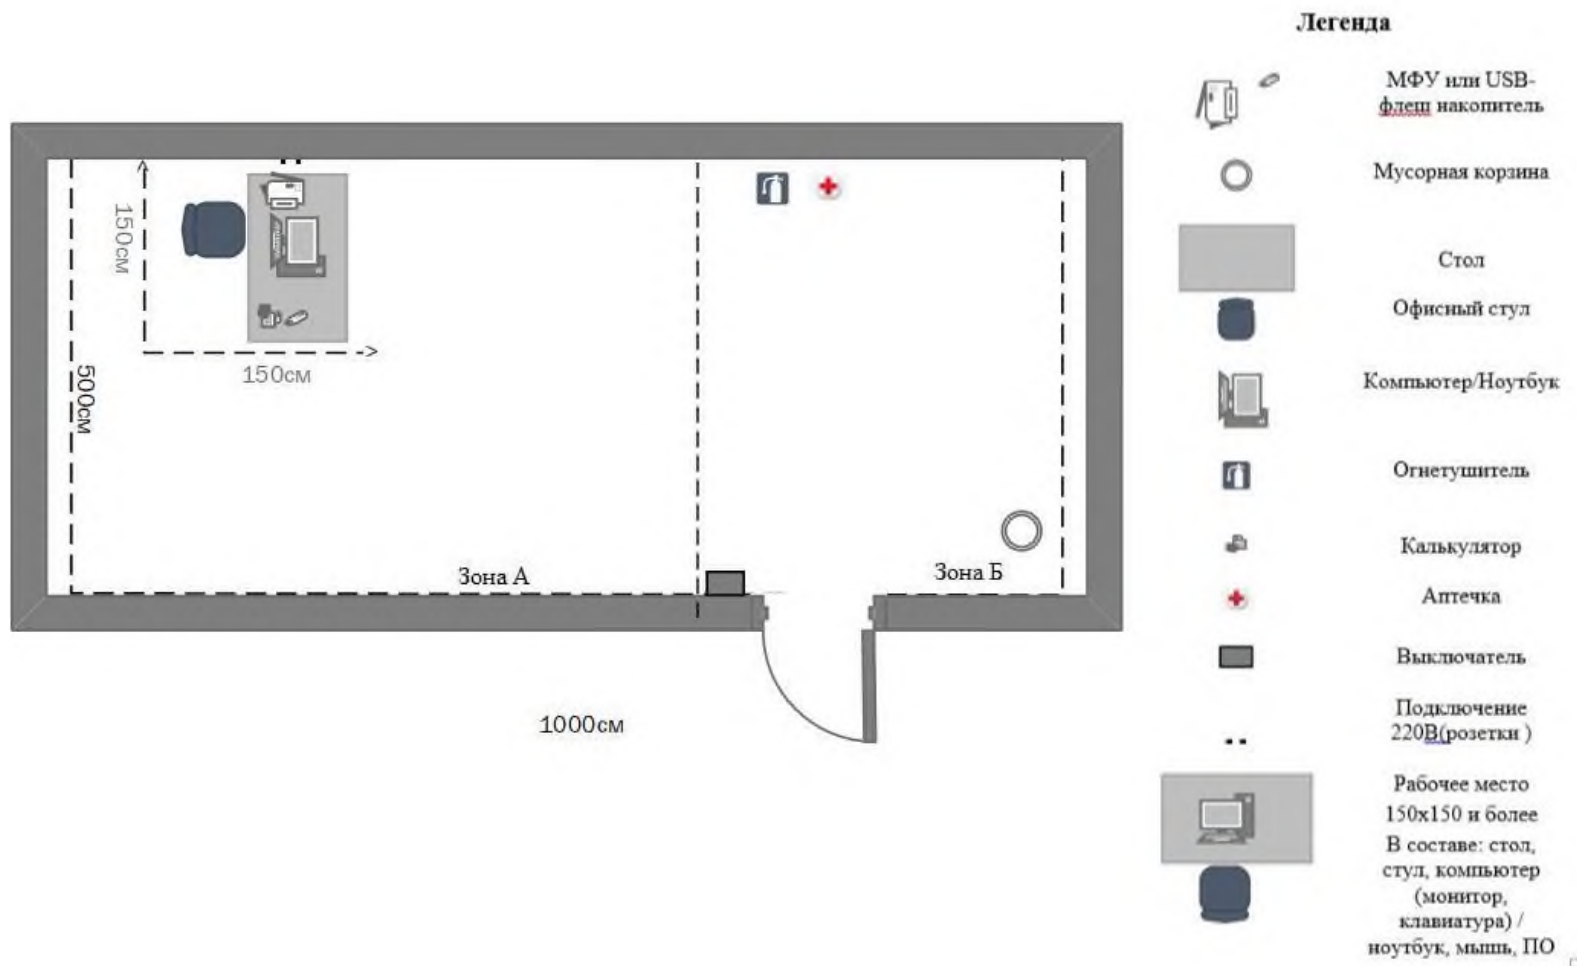 Легенда
МФУ или USB-
флеш накопитель
Мусорная корзина
Стол
Офисный стул
Компьютер/Ноутбук
Огнетушитель
Калькулятор
Аптечка
Выключатель
Подключение
220В(розетки )
Рабочее место
150х150 и более
В составе: стол,
стул, компьютер
(монитор,
клавиатура) /
ноутбук, мышь, ПО
150см
150см
500см
Зона А
Зона Б
1000см